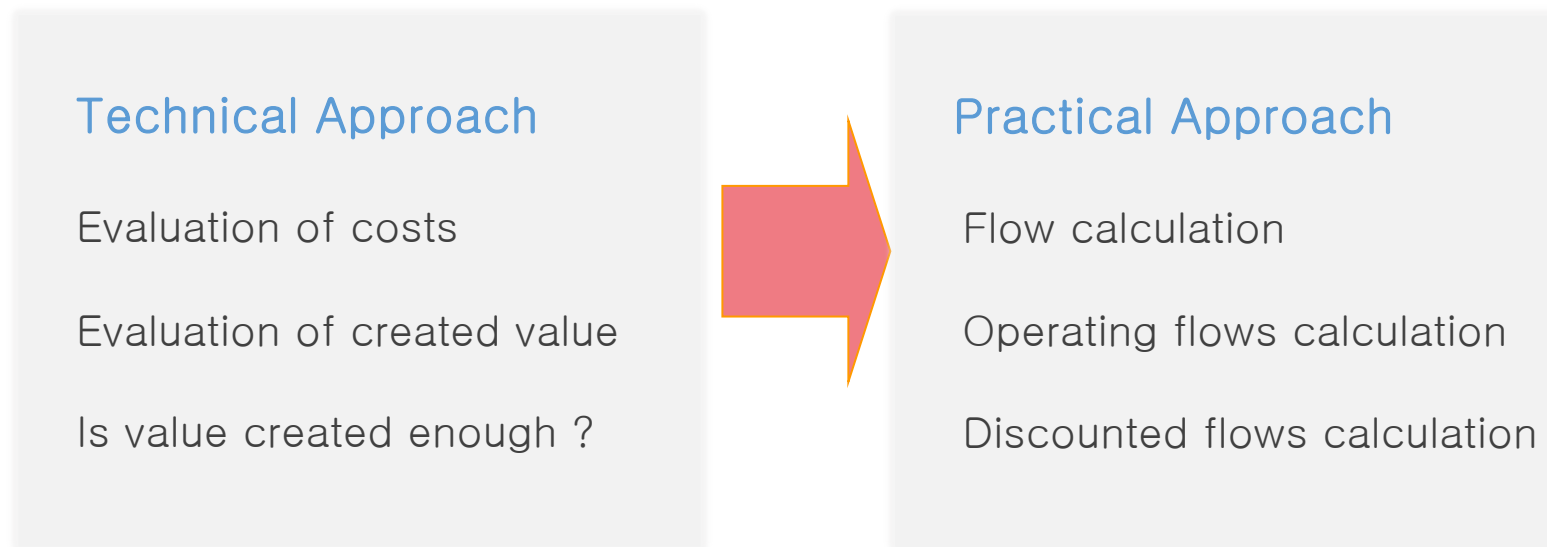 Technical Approach
Evaluation of costs
Evaluation of created value
Is value created enough ?
Practical Approach
Flow calculation
Operating flows calculation
Discounted flows calculation